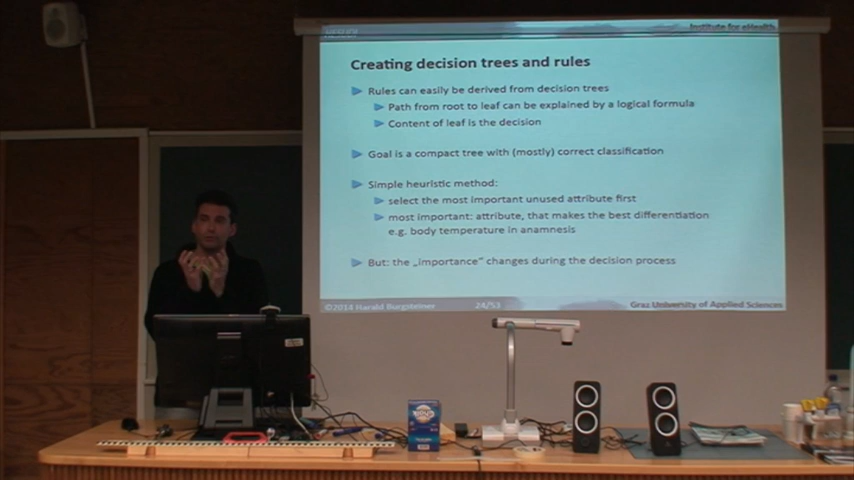 Institute for eHealth
Creating decision trees and rules
Rules can easily be derived from decision trees
Path from root to leaf can be explained by a logical formula
Content of leaf is the decision
Goal is a compact tree with (mostly) correct classification
Simple heuristic method:
select the most important unused attribute first
most important: attribute, that makes the best differentiation
e.g. body temperature in anamnesis
But: the „importance" changes during the decision process
©2014 Harald Burgsteiner
24/53
Graz University of Applied Sciences